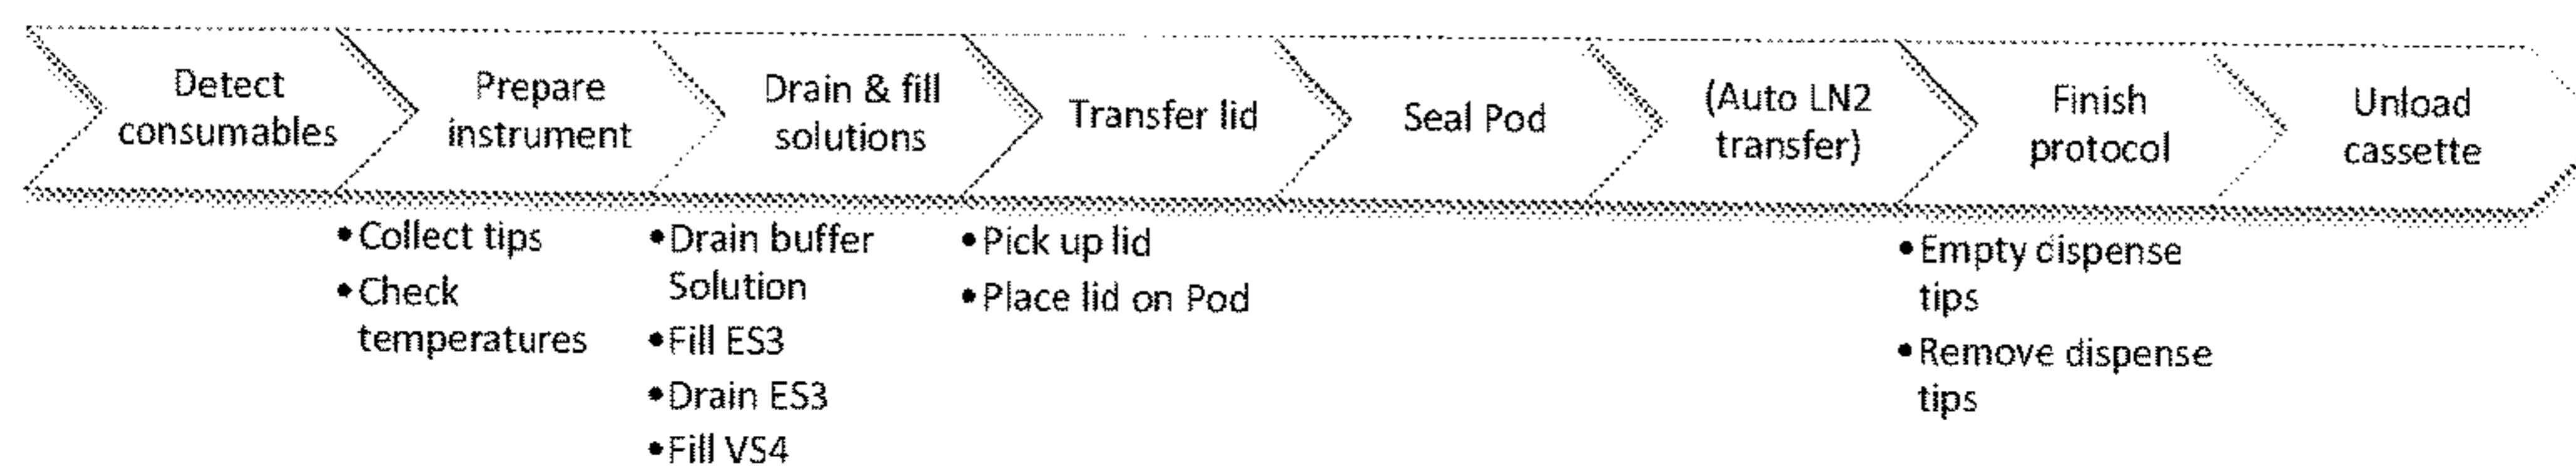 Detect
consumables
Prepare
instrument
Drain & fill
solutions
Transfer lid
Seal Pod
(Auto LN2
transfer)
Finish
protocol
Unload
cassette
•Collect tips
•Check
temperatures
•Drain buffer
Solution
•Fill ES3
•Drain ES3
•Fill VS4
•Pick up lid
•Place lid on Pod
•Empty dispense
tips
•Remove dispense
tips